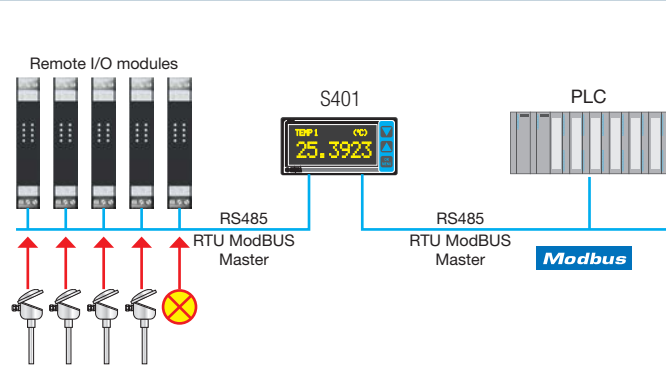 Remote I/O modules
S401
PLC
TEMP 1 (°C)
25.3923
RS485
RTU ModBUS
Master
RS485
RTU ModBUS
Master
Modbus